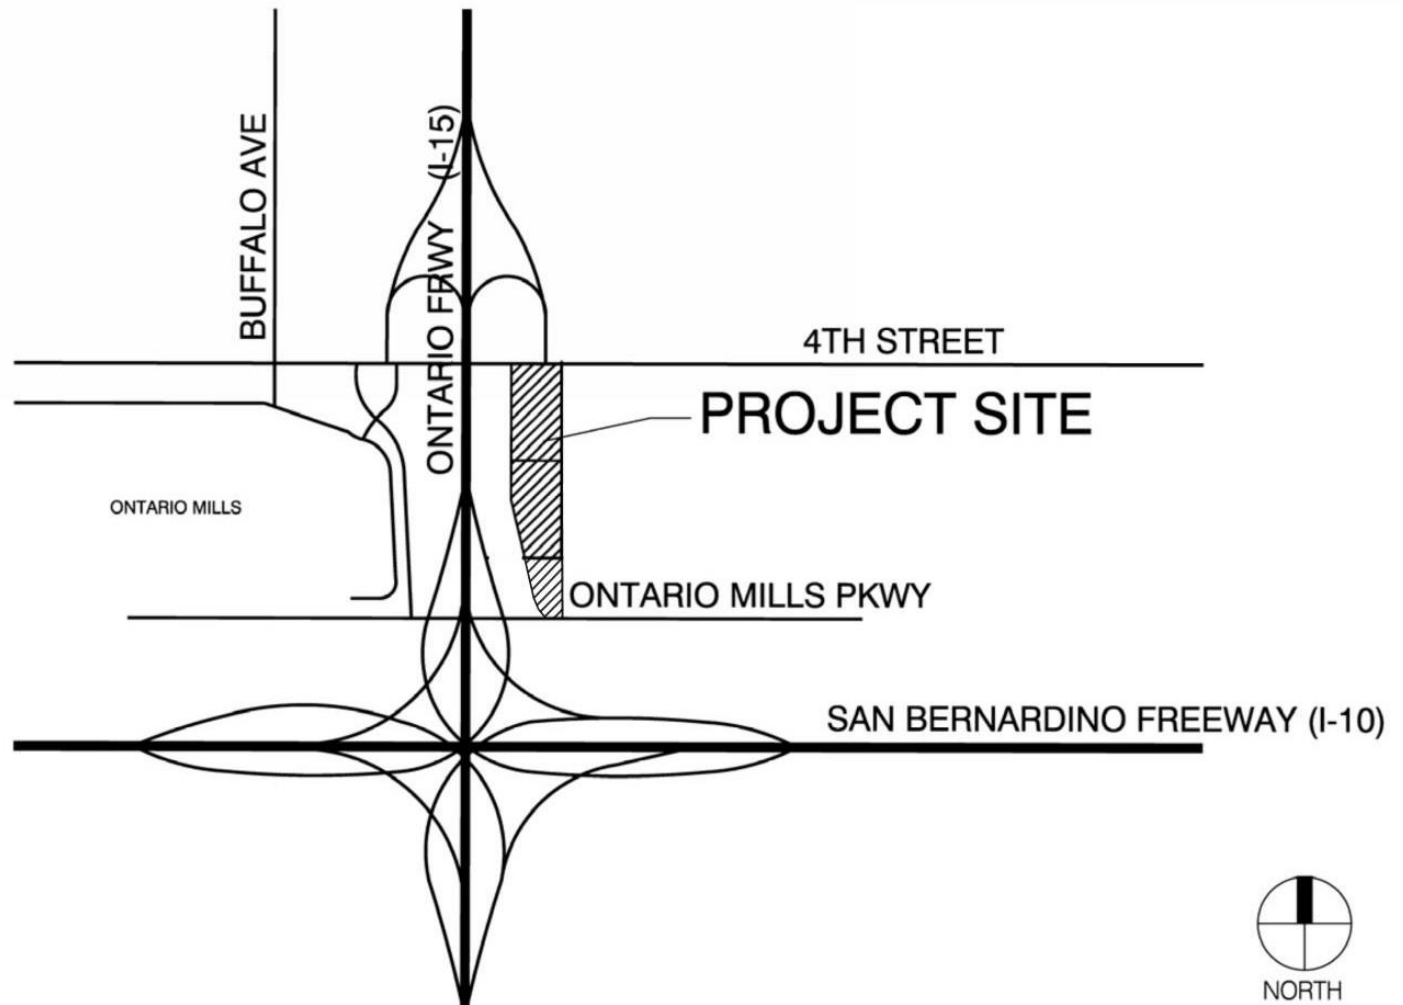 BUFFALO AVE
ONTARIO FRWY (I-15)
4TH STREET
PROJECT SITE
ONTARIO MILLS
ONTARIO MILLS PKWY
SAN BERNARDINO FREEWAY (I-10)
NORTH